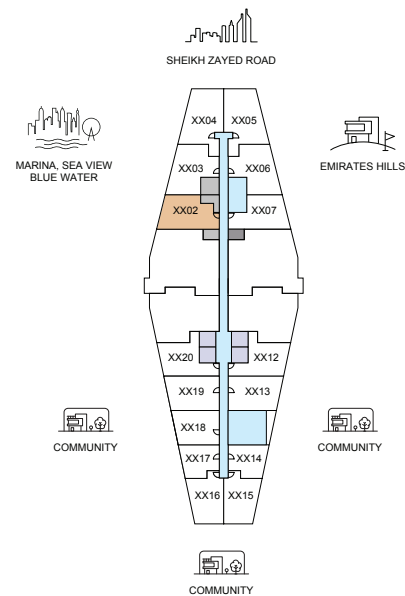 SHEIKH ZAYED ROAD
MARINA, SEA VIEW
BLUE WATER
EMIRATES HILLS
XX04 XX05
XX03 XX06
XX02 XX07
XX20 XX12
XX19 XX13
XX18
XX17 XX14
XX16 XX15
COMMUNITY
COMMUNITY
COMMUNITY